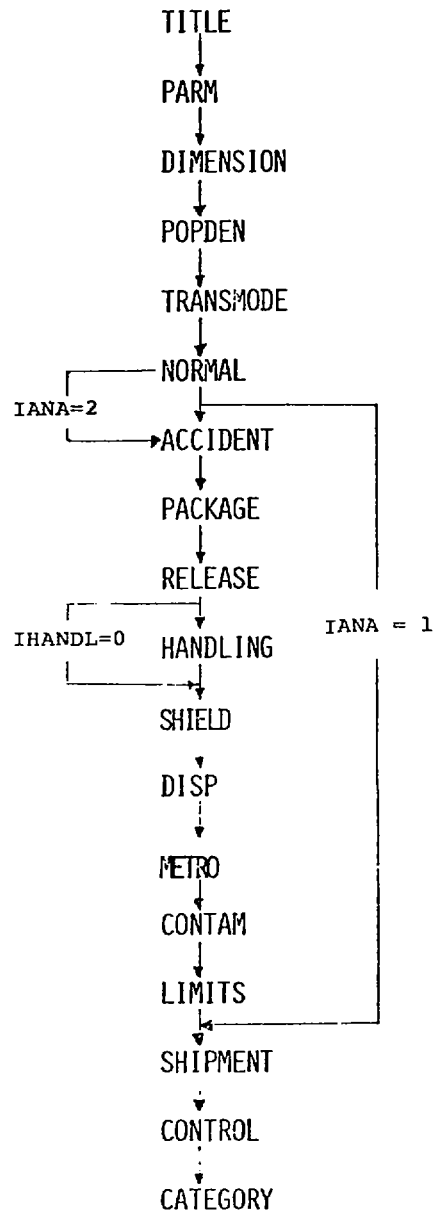 TITLE
PARM
DIMENSION
POPDEN
TRANSMODE
NORMAL
IANA=2
ACCIDENT
PACKAGE
RELEASE
IHANDL=0
HANDLING
IANA = 1
SHIELD
DISP
METRO
CONTAM
LIMITS
SHIPMENT
CONTROL
CATEGORY